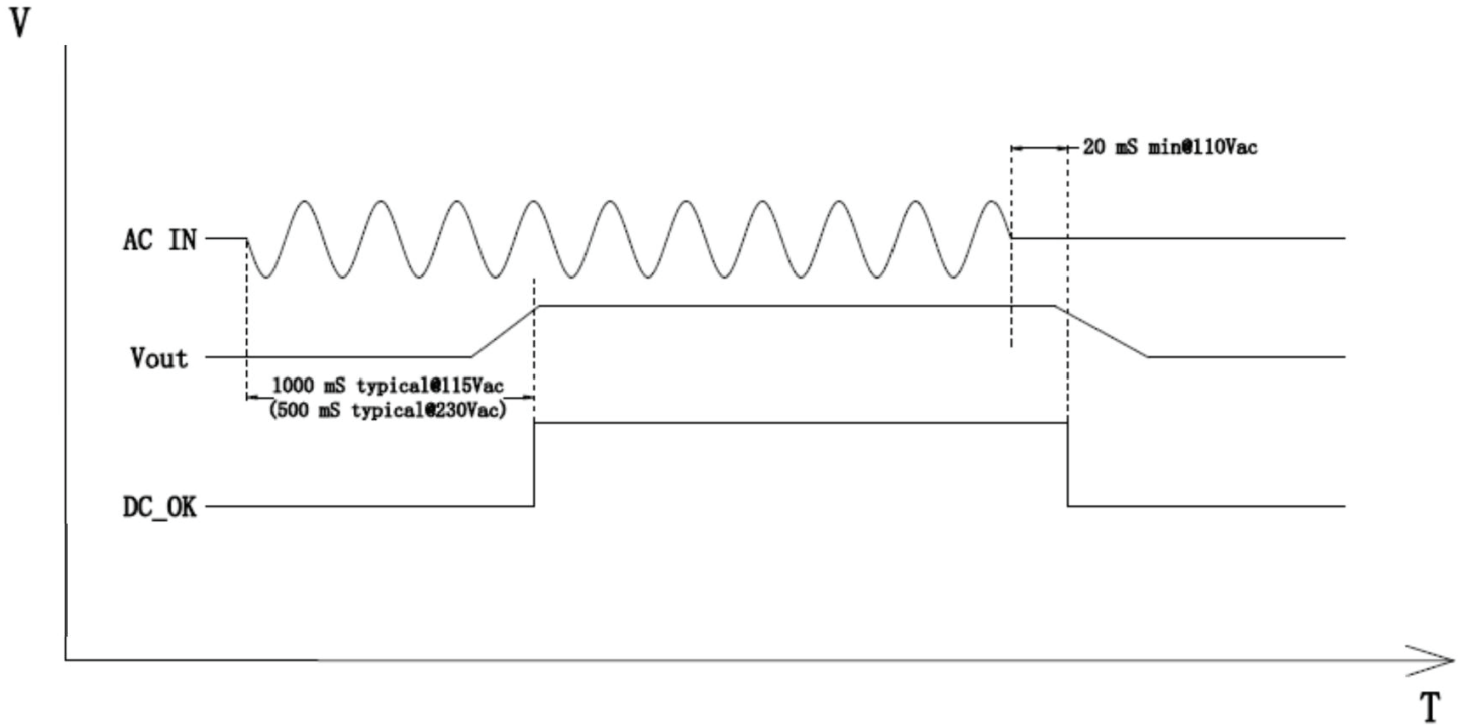 V
20 mS min@110Vac
AC IN
Vout
1000 mS typical@115Vac
(500 mS typical@230Vac)
DC_OK
T